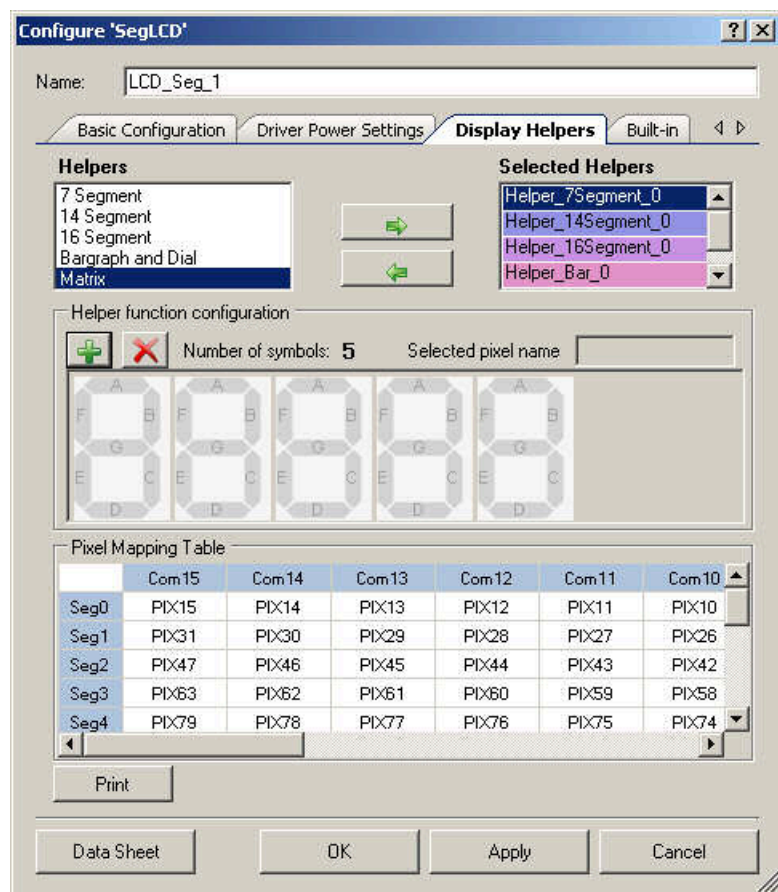 Configure 'SegLCD'
Name: LCD_Seg_1
Basic Configuration Driver Power Settings Display Helpers Built-in
Helpers Selected Helpers
7 Segment
14 Segment
16 Segment
Bargraph and Dial
Matrix
Helper_7Segment_0
Helper_14Segment_0
Helper_16Segment_0
Helper_Bar_0
Helper function configuration
Number of symbols: 5 Selected pixel name
A A A A A
F B F B F B F B F B
G G G G G
E C E C E C E C E C
D D D D D
Pixel Mapping Table
Com15 Com14 Com13 Com12 Com11 Com10
Seg0 PIX15 PIX14 PIX13 PIX12 PIX11 PIX10
Seg1 PIX31 PIX30 PIX29 PIX28 PIX27 PIX26
Seg2 PIX47 PIX46 PIX45 PIX44 PIX43 PIX42
Seg3 PIX63 PIX62 PIX61 PIX60 PIX59 PIX58
Seg4 PIX79 PIX78 PIX77 PIX76 PIX75 PIX74
Print
Data Sheet OK Apply Cancel